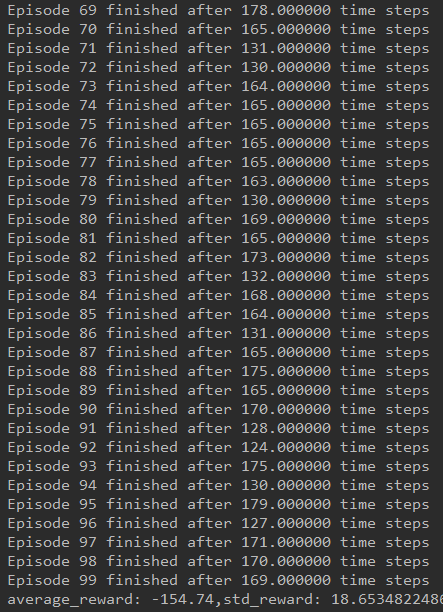 Episode 69 finished after 178.000000 time steps
Episode 70 finished after 165.000000 time steps
Episode 71 finished after 131.000000 time steps
Episode 72 finished after 130.000000 time steps
Episode 73 finished after 164.000000 time steps
Episode 74 finished after 165.000000 time steps
Episode 75 finished after 165.000000 time steps
Episode 76 finished after 165.000000 time steps
Episode 77 finished after 165.000000 time steps
Episode 78 finished after 163.000000 time steps
Episode 79 finished after 130.000000 time steps
Episode 80 finished after 169.000000 time steps
Episode 81 finished after 165.000000 time steps
Episode 82 finished after 173.000000 time steps
Episode 83 finished after 132.000000 time steps
Episode 84 finished after 168.000000 time steps
Episode 85 finished after 164.000000 time steps
Episode 86 finished after 131.000000 time steps
Episode 87 finished after 165.000000 time steps
Episode 88 finished after 175.000000 time steps
Episode 89 finished after 165.000000 time steps
Episode 90 finished after 170.000000 time steps
Episode 91 finished after 128.000000 time steps
Episode 92 finished after 124.000000 time steps
Episode 93 finished after 175.000000 time steps
Episode 94 finished after 130.000000 time steps
Episode 95 finished after 179.000000 time steps
Episode 96 finished after 127.000000 time steps
Episode 97 finished after 171.000000 time steps
Episode 98 finished after 170.000000 time steps
Episode 99 finished after 169.000000 time steps
average_reward: -154.74,std_reward: 18.6534822486